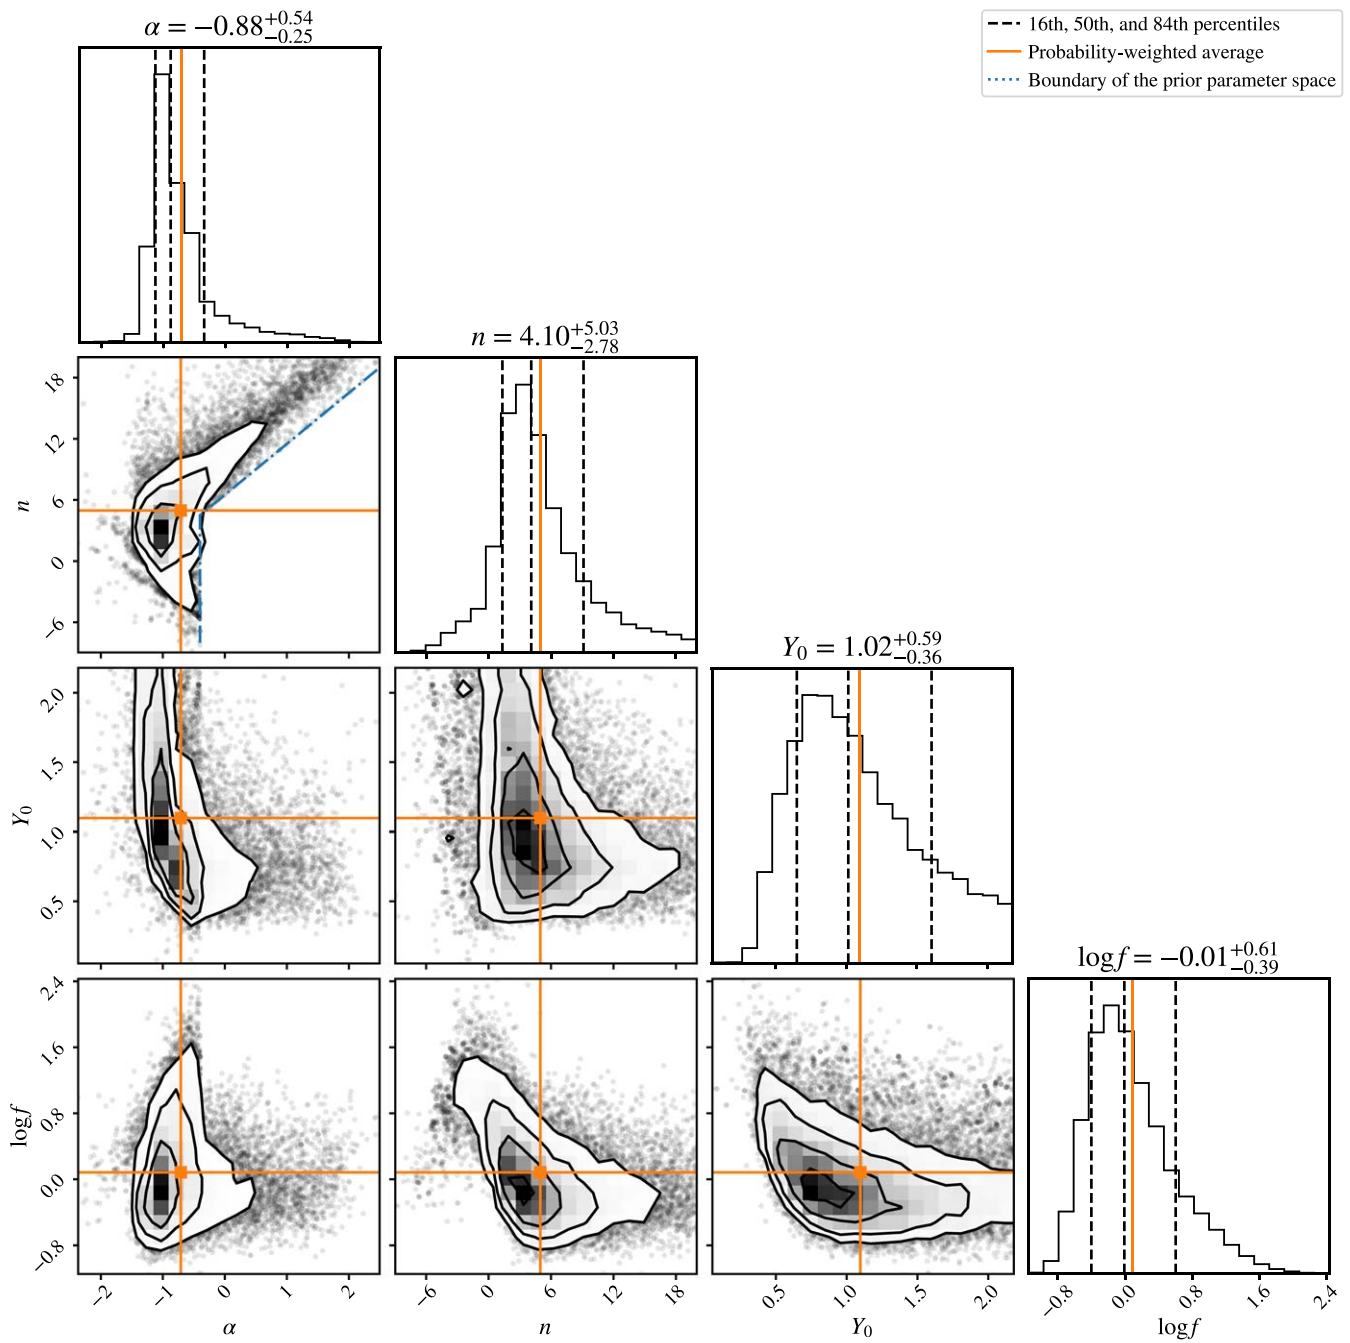 α = −0.88+0.54−0.25
16th, 50th, and 84th percentiles
Probability-weighted average
Boundary of the prior parameter space
n = 4.10+5.03−2.78
18
12
6
0
−6
n
Y0 = 1.02+0.59−0.36
2.0
1.5
1.0
0.5
Y0
log f = −0.01+0.61−0.39
2.4
1.6
0.8
0.0
−0.8
log f
−2 −1 0 1 2
−6 0 6 12 18
0.5 1.0 1.5 2.0
−0.8 0.0 0.8 1.6 2.4
α
n
Y0
log f